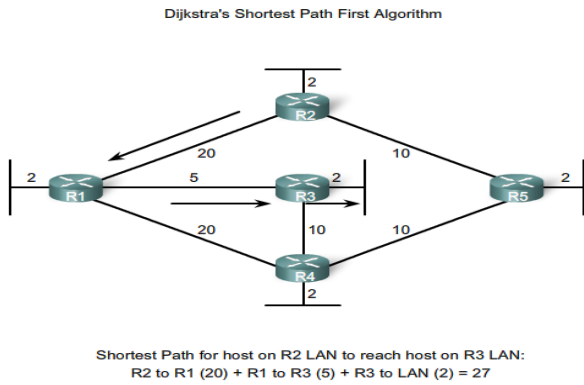 Dijkstra's Shortest Path First Algorithm
2
R2
20
10
2
R1
5
R3
2
R5
2
20
10
10
R4
2
Shortest Path for host on R2 LAN to reach host on R3 LAN:
R2 to R1 (20) + R1 to R3 (5) + R3 to LAN (2) = 27